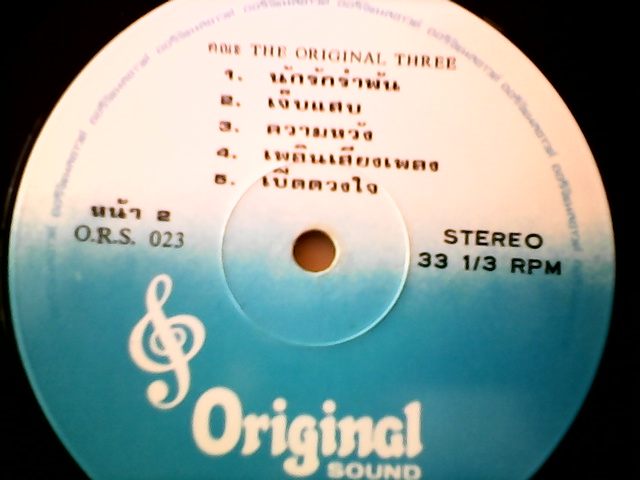 คณะ THE ORIGINAL THREE
๑. นักรักรำพัน
๒. เจ็บแสบ
๓. ความหวัง
๔. เพลินเสียงเพลง
๕. เปิดดวงใจ
หน้า ๒
O.R.S. 023
STEREO
33 1/3 RPM
Original
SOUND